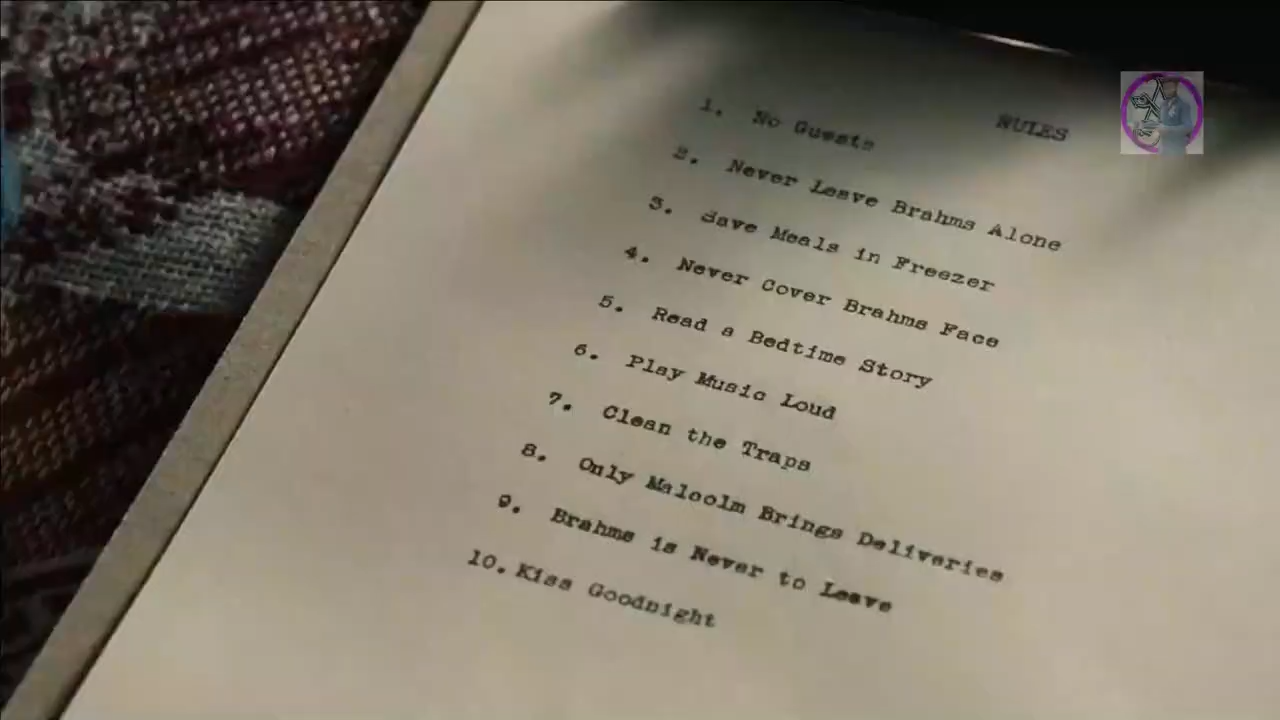 RULES
1. No Guests
2. Never Leave Brahms Alone
3. Save Meals in Freezer
4. Never Cover Brahms Face
5. Read a Bedtime Story
6. Play Music Loud
7. Clean the Traps
8. Only Malcolm Brings Deliveries
9. Brahms is Never to Leave
10. Kiss Goodnight